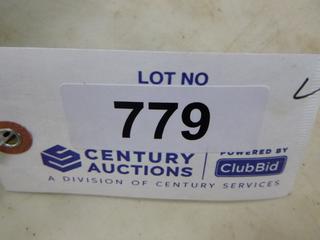 LOT NO
779
CENTURY AUCTIONS
POWERED BY
ClubBid
A DIVISION OF CENTURY SERVICES